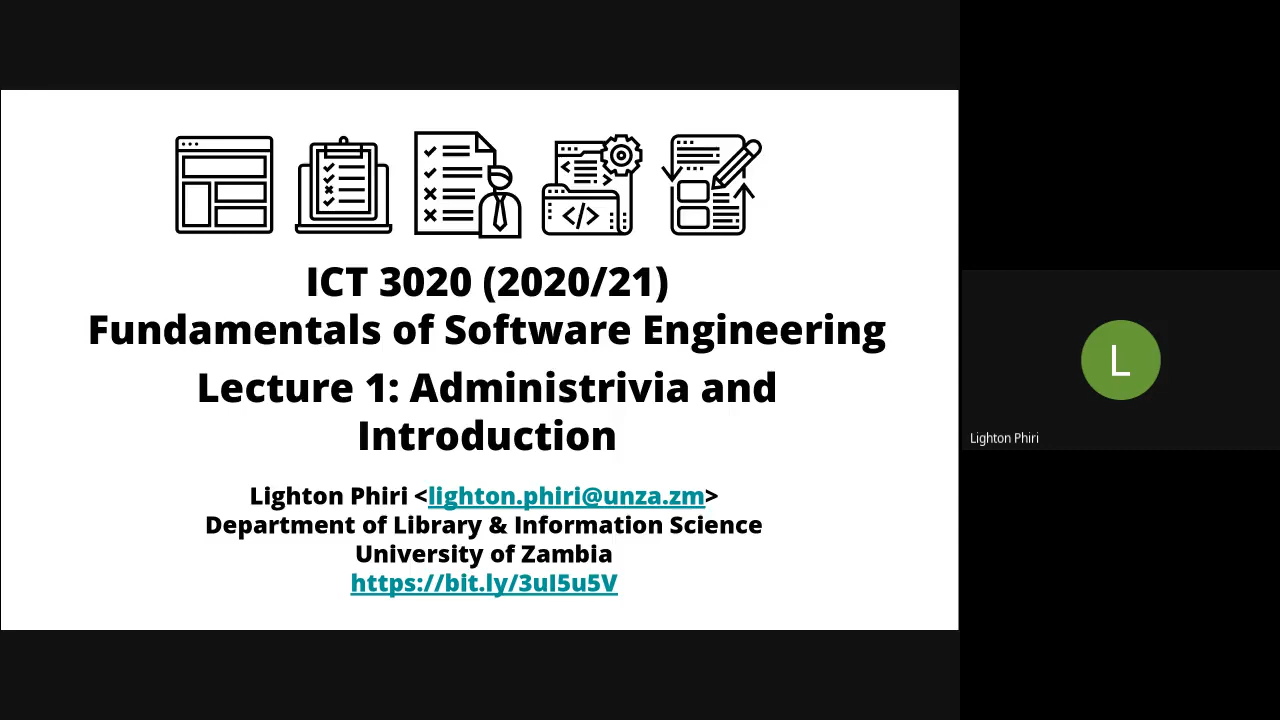 ICT 3020 (2020/21)
Fundamentals of Software Engineering
Lecture 1: Administrivia and
Introduction
Lighton Phiri <lighton.phiri@unza.zm>
Department of Library & Information Science
University of Zambia
https://bit.ly/3uI5u5V
L
Lighton Phiri